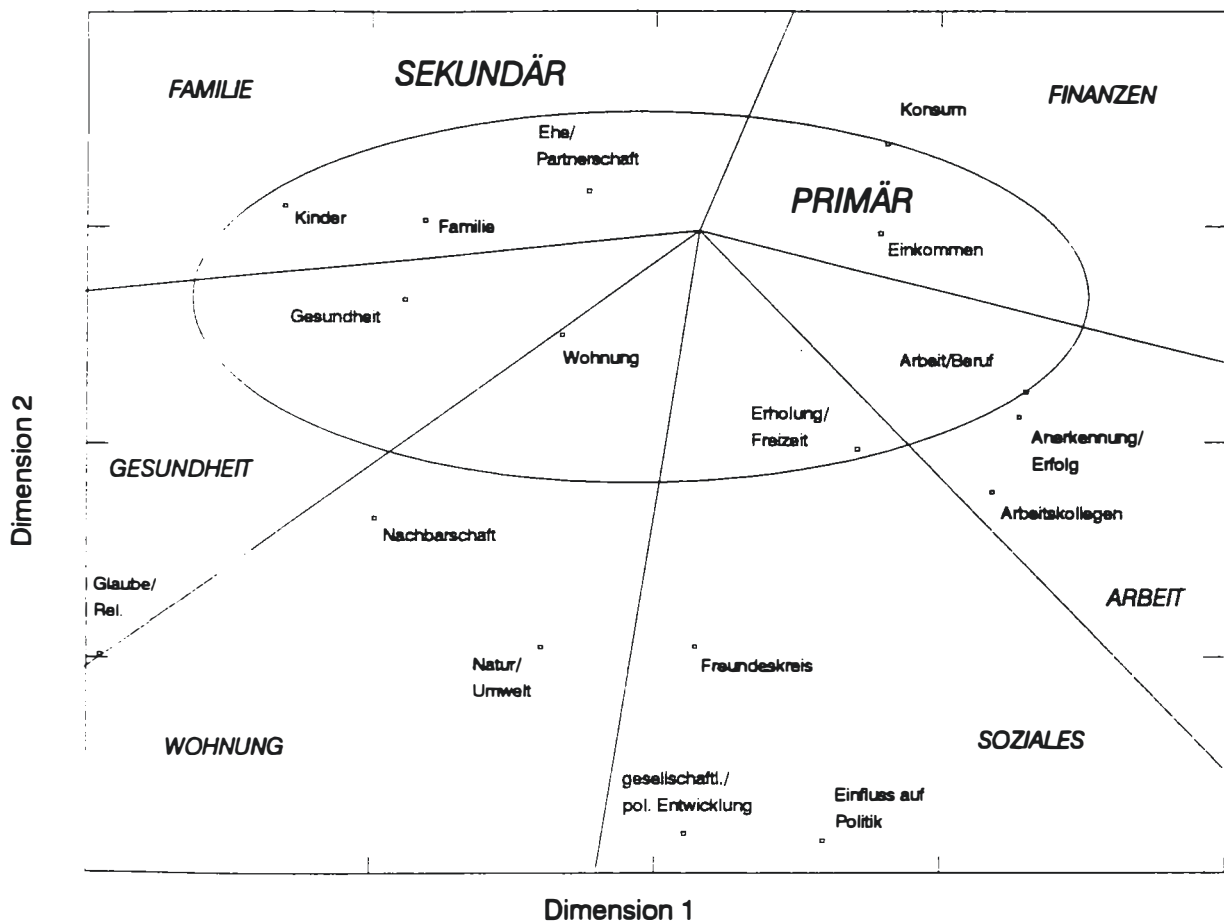 SEKUNDÄR
FAMILIE
FINANZEN
Konsum
Ehe/
Partnerschaft
PRIMÄR
Kinder
Familie
Einkommen
Gesundheit
Wohnung
Arbeit/Beruf
Erholung/
Freizeit
Anerkennung/
Erfolg
GESUNDHEIT
Arbeitskollegen
Nachbarschaft
Glaube/
Rel.
ARBEIT
Natur/
Umwelt
Freundeskreis
WOHNUNG
SOZIALES
gesellschaftl./
pol. Entwicklung
Einfluss auf
Politik
Dimension 2
Dimension 1